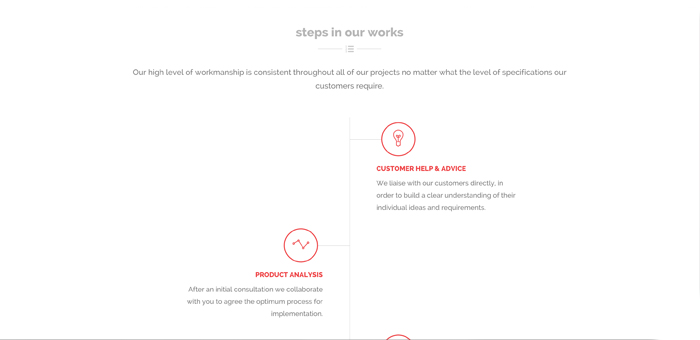 steps in our works
Our high level of workmanship is consistent throughout all of our projects no matter what the level of specifications our
customers require.
CUSTOMER HELP & ADVICE
We liaise with our customers directly, in
order to build a clear understanding of their
individual ideas and requirements.
PRODUCT ANALYSIS
After an initial consultation we collaborate
with you to agree the optimum process for
implementation.